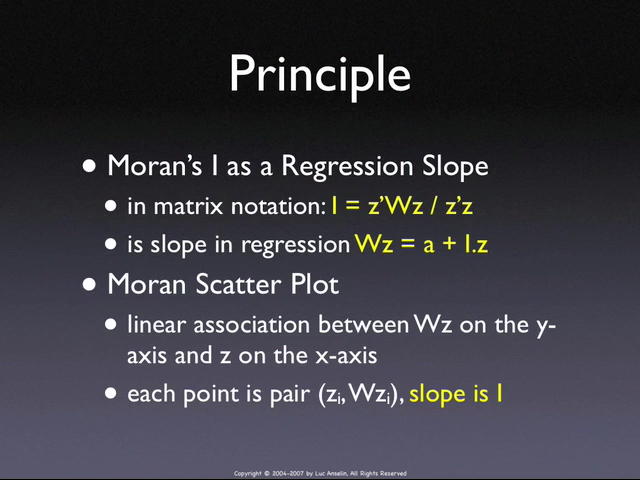 Principle
• Moran's I as a Regression Slope
• in matrix notation: I = z'Wz / z'z
• is slope in regression Wz = a + I.z
• Moran Scatter Plot
• linear association between Wz on the y-
axis and z on the x-axis
• each point is pair (zᵢ, Wzᵢ), slope is I
Copyright © 2004-2007 by Luc Anselin, All Rights Reserved